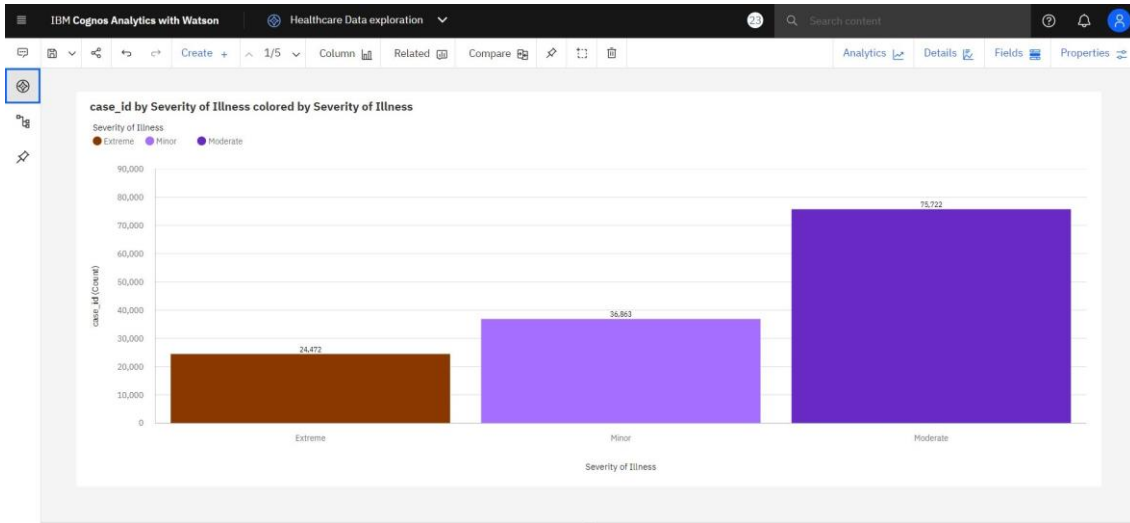 IBM Cognos Analytics with Watson
Healthcare Data exploration
23
Search content
Create +
1/5
Column
Related
Compare
Analytics
Details
Fields
Properties
case_id by Severity of Illness colored by Severity of Illness
Severity of Illness
Extreme Minor Moderate
90,000
80,000
70,000
60,000
50,000
40,000
30,000
20,000
10,000
0
case_id (Count)
24,472
36,863
75,722
Extreme
Minor
Moderate
Severity of Illness